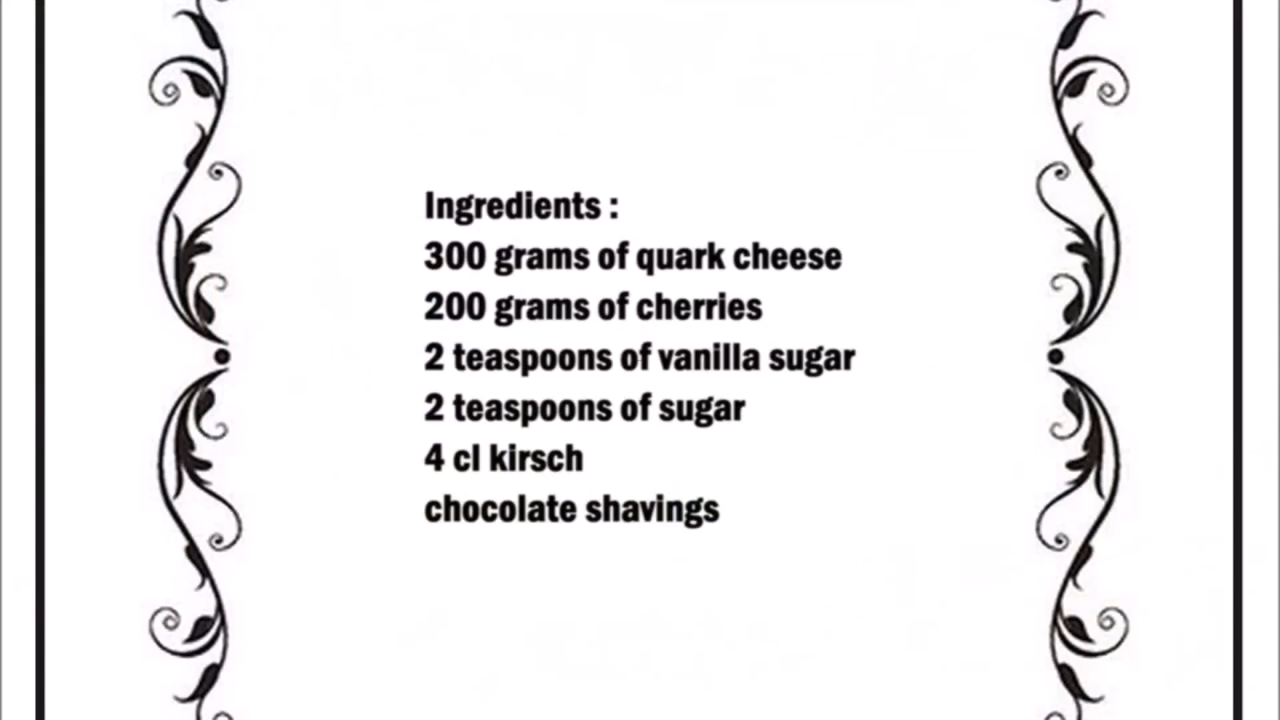 Ingredients :
300 grams of quark cheese
200 grams of cherries
2 teaspoons of vanilla sugar
2 teaspoons of sugar
4 cl kirsch
chocolate shavings